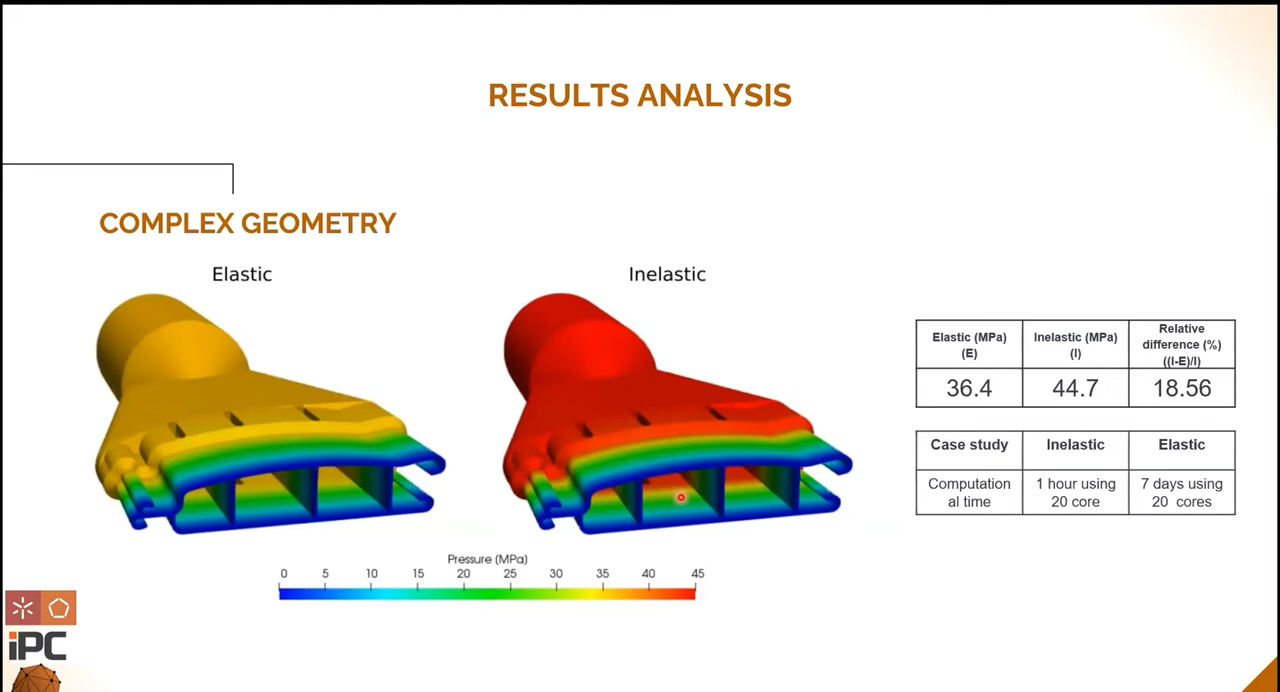 RESULTS ANALYSIS
COMPLEX GEOMETRY
Elastic
Inelastic
Elastic (MPa)
(E)
Inelastic (MPa)
(I)
Relative
difference (%)
((I-E)/I)
36.4
44.7
18.56
Case study
Inelastic
Elastic
Computation
al time
1 hour using
20 core
7 days using
20 cores
Pressure (MPa)
0 5 10 15 20 25 30 35 40 45
iPC